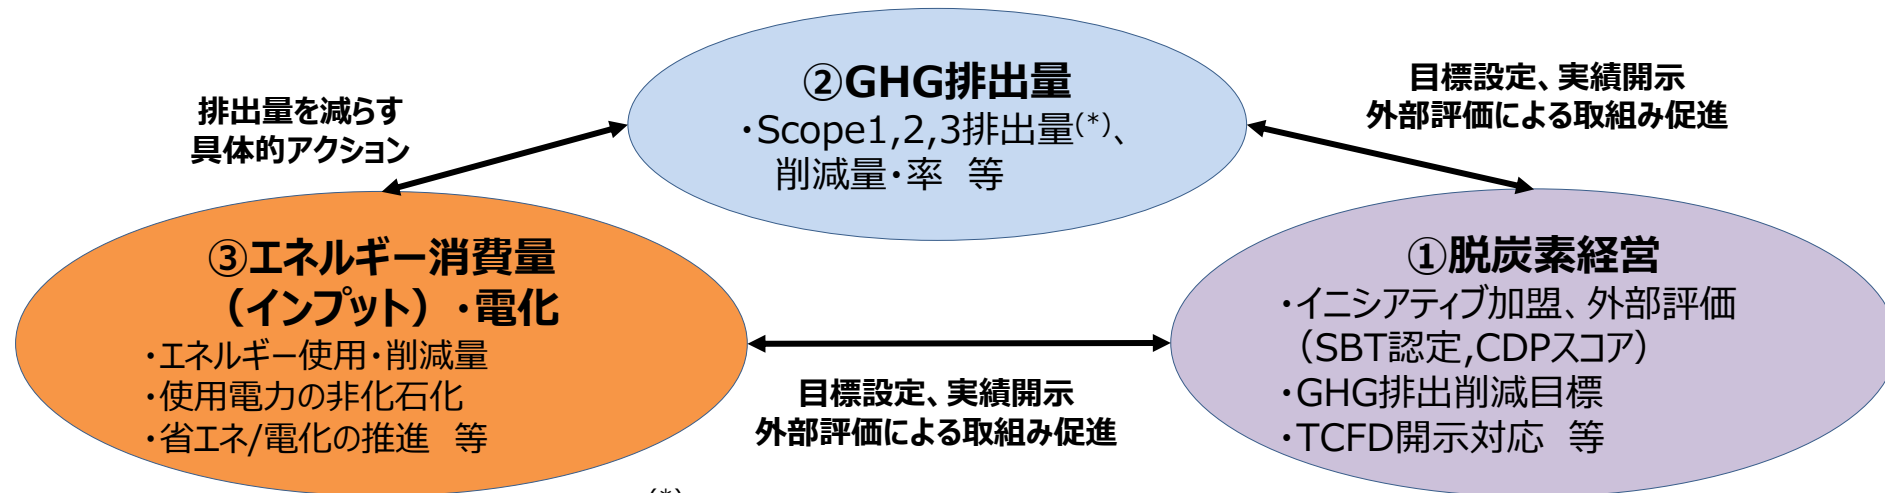 ②GHG排出量
・Scope1,2,3排出量(*)、
削減量・率 等
排出量を減らす
具体的アクション
目標設定、実績開示
外部評価による取組み促進
③エネルギー消費量
（インプット）・電化
・エネルギー使用・削減量
・使用電力の非化石化
・省エネ/電化の推進 等
目標設定、実績開示
外部評価による取組み促進
①脱炭素経営
・イニシアティブ加盟、外部評価
（SBT認定,CDPスコア）
・GHG排出削減目標
・TCFD開示対応 等
(*)